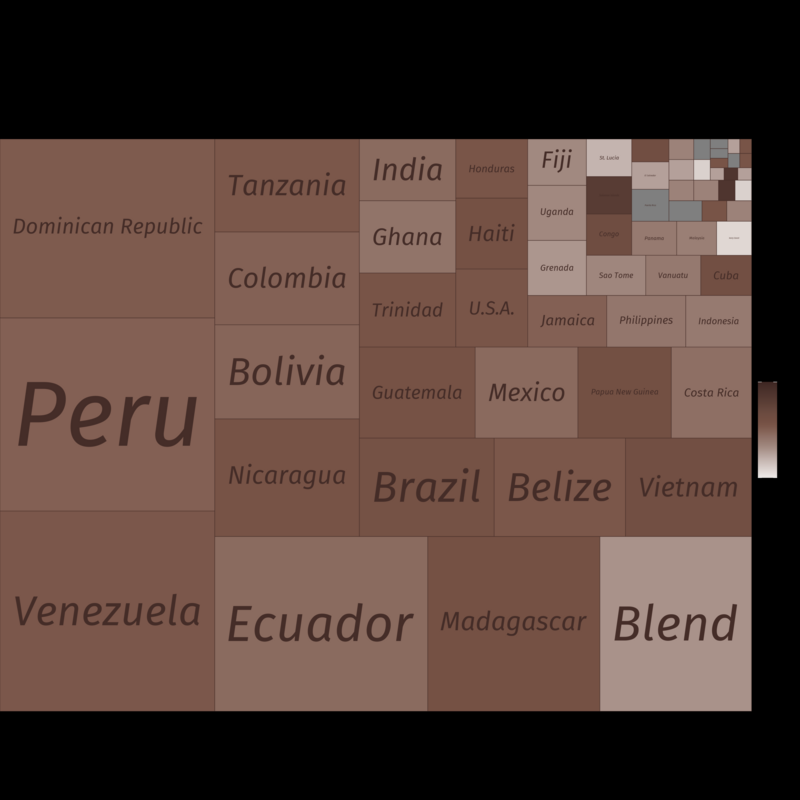 Dominican Republic
Peru
Venezuela
Tanzania
Colombia
Bolivia
Nicaragua
Ecuador
Madagascar
Blend
India
Ghana
Trinidad
Honduras
Haiti
U.S.A.
Guatemala
Mexico
Papua New Guinea
Costa Rica
Brazil
Belize
Vietnam
Fiji
Uganda
Grenada
Jamaica
Philippines
Indonesia
St. Lucia
Congo
Panama
Sao Tome
Vanuatu
Cuba